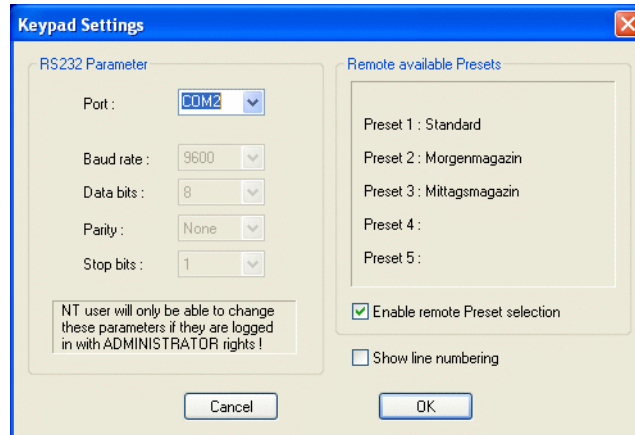 Keypad Settings
RS232 Parameter
Port :
COM2
Baud rate :
9600
Data bits :
8
Parity :
None
Stop bits :
1
NT user will only be able to change
these parameters if they are logged
in with ADMINISTRATOR rights !
Remote available Presets
Preset 1 : Standard
Preset 2 : Morgenmagazin
Preset 3 : Mittagsmagazin
Preset 4 :
Preset 5 :
Enable remote Preset selection
Show line numbering
Cancel
OK